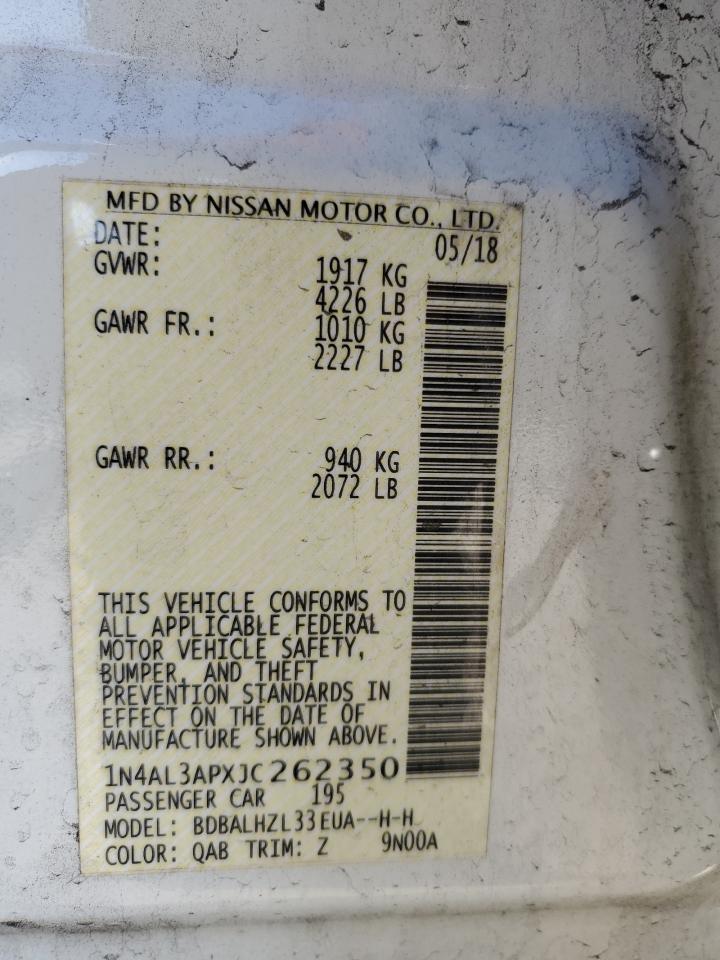 MFD BY NISSAN MOTOR CO., LTD.
DATE: 05/18
GVWR: 1917 KG
4226 LB
GAWR FR.: 1010 KG
2227 LB
GAWR RR.: 940 KG
2072 LB
THIS VEHICLE CONFORMS TO
ALL APPLICABLE FEDERAL
MOTOR VEHICLE SAFETY,
BUMPER, AND THEFT
PREVENTION STANDARDS IN
EFFECT ON THE DATE OF
MANUFACTURE SHOWN ABOVE.
1N4AL3APXJC262350
PASSENGER CAR 195
MODEL: BDBALHZL33EUA--H-H
COLOR: QAB TRIM: Z 9N00A